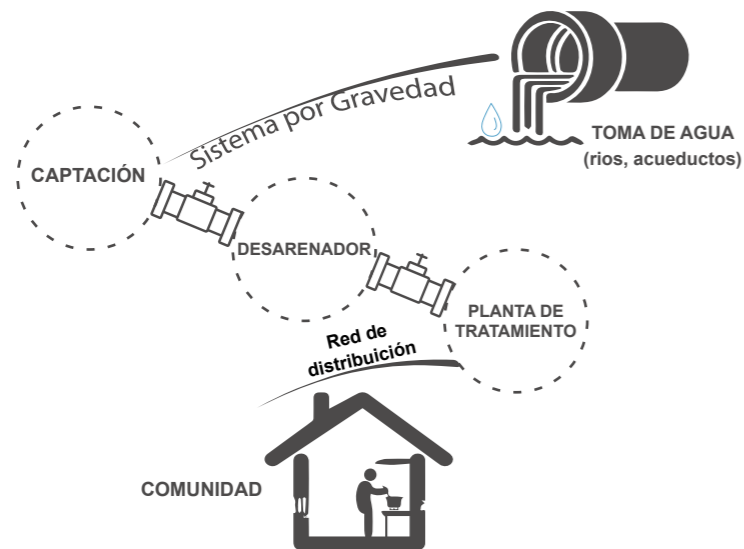 Sistema por Gravedad
TOMA DE AGUA
(rios, acueductos)
CAPTACIÓN
DESARENADOR
PLANTA DE
TRATAMIENTO
Red de
distribuición
COMUNIDAD